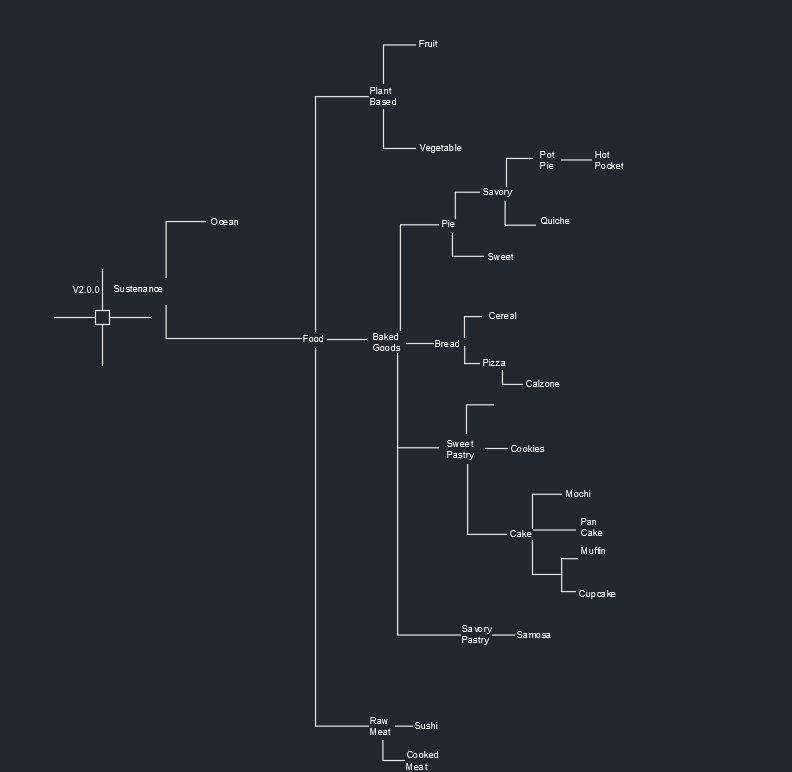 Fruit
Plant
Based
Vegetable
Pot
Pie
Hot
Pocket
Savory
Quiche
Pie
Sweet
Ocean
V2.0.0
Sustenance
Food
Baked
Goods
Cereal
Bread
Pizza
Calzone
Sweet
Pastry
Cookies
Mochi
Pan
Cake
Cake
Muffin
Cupcake
Savory
Pastry
Samosa
Raw
Meat
Sushi
Cooked
Meat